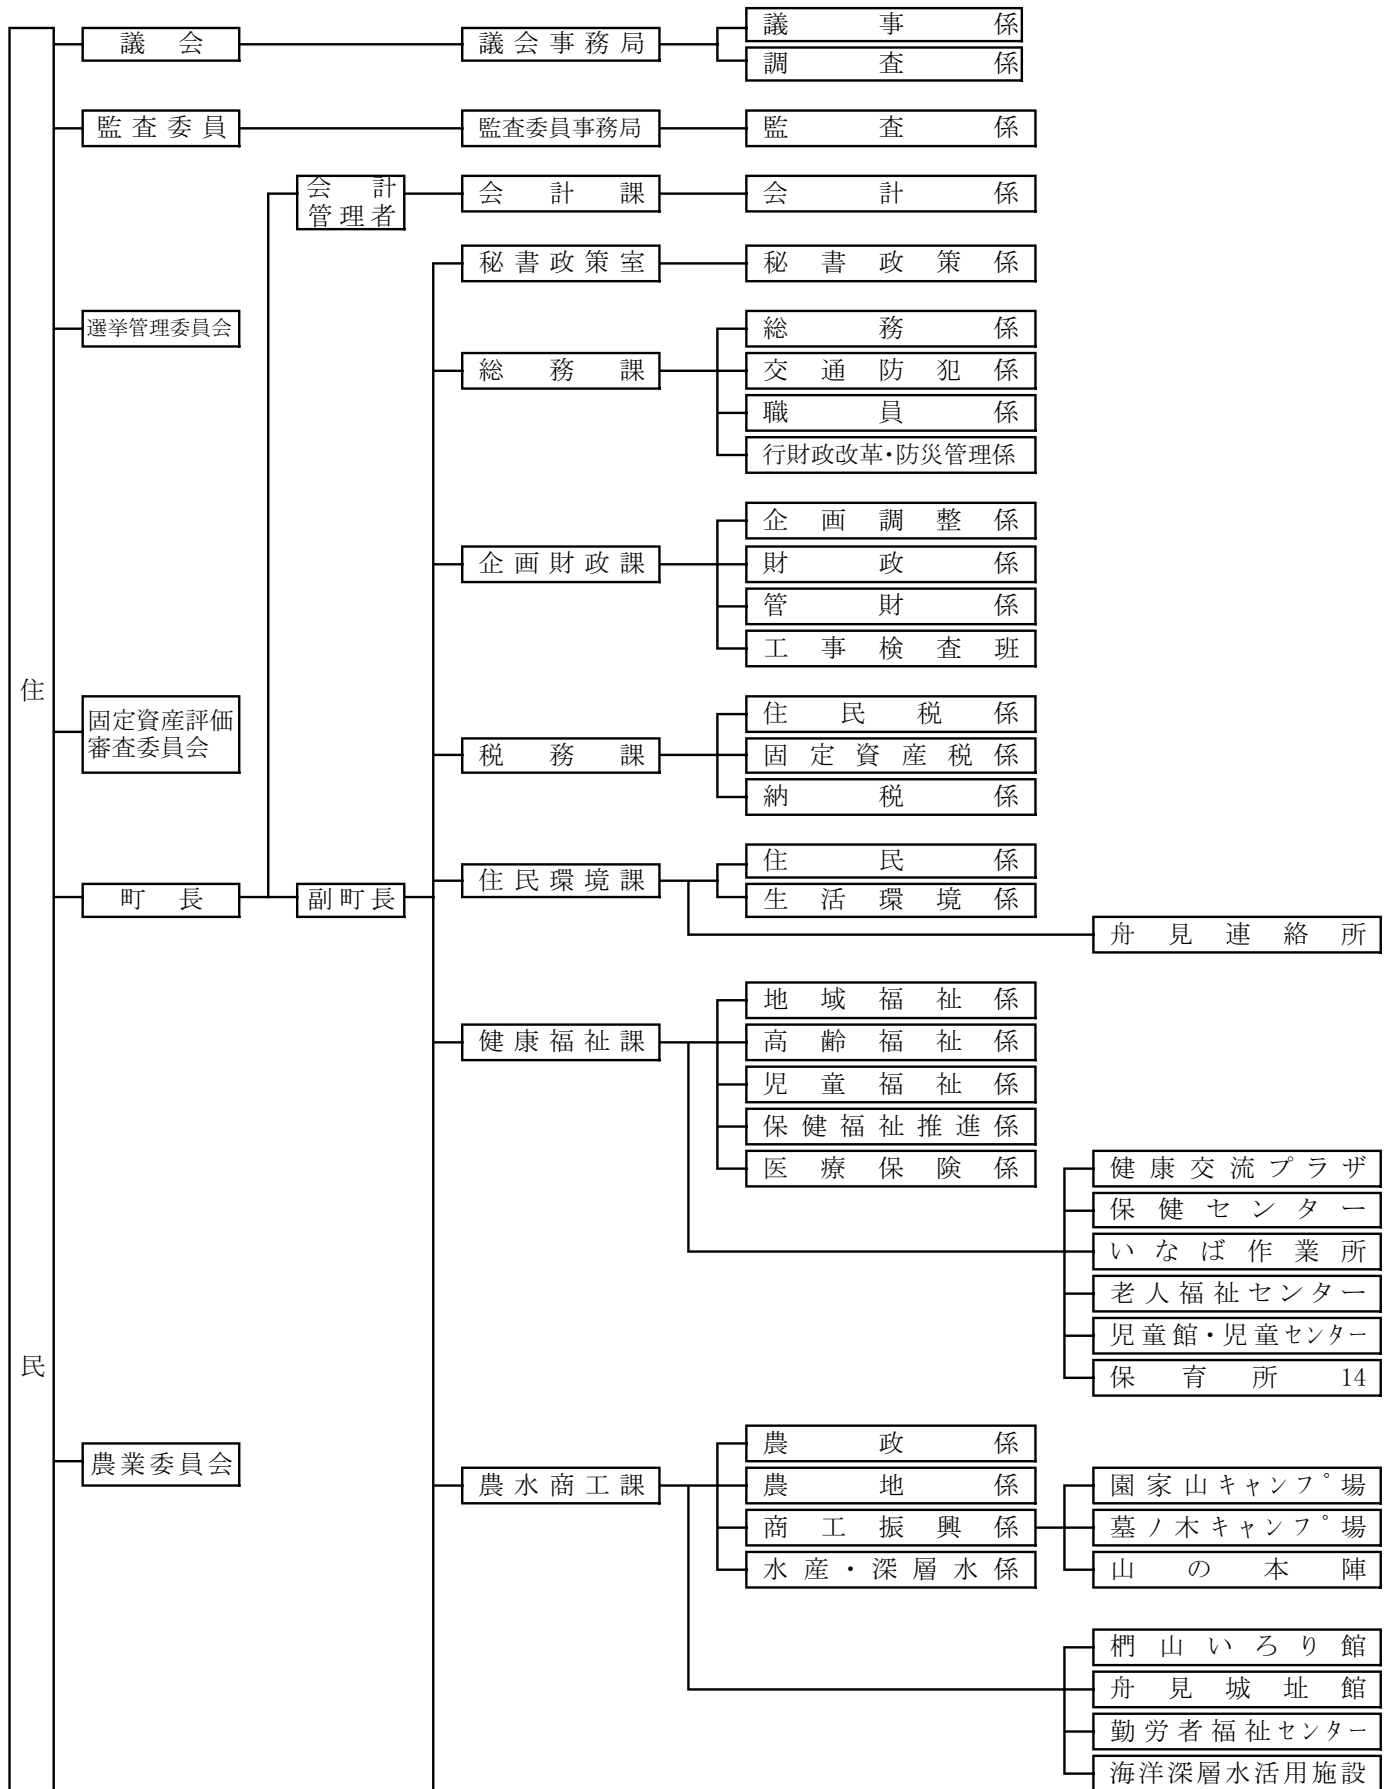 住民
議会
議会事務局
議事係
調査係
監査委員
監査委員事務局
監査係
会計
管理者
会計課
会計係
秘書政策室
秘書政策係
選挙管理委員会
総務課
総務係
交通防犯係
職員係
行財政改革・防災管理係
企画財政課
企画調整係
財政係
管財係
工事検査班
固定資産評価
審査委員会
税務課
住民税係
固定資産税係
納税係
町長
副町長
住民環境課
住民係
生活環境係
舟見連絡所
健康福祉課
地域福祉係
高齢福祉係
児童福祉係
保健福祉推進係
医療保険係
健康交流プラザ
保健センター
いなば作業所
老人福祉センター
児童館・児童センター
保育所 14
農業委員会
農水商工課
農政係
農地係
商工振興係
水産・深層水係
園家山キャンプ場
墓ノ木キャンプ場
山の本陣
椚山いろり館
舟見城址館
勤労者福祉センター
海洋深層水活用施設